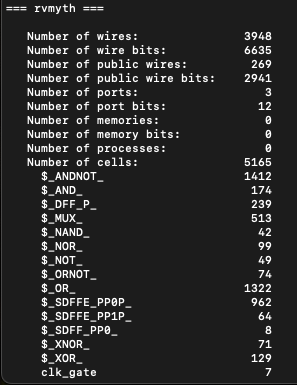 === rvmyth ===
Number of wires: 3948
Number of wire bits: 6635
Number of public wires: 269
Number of public wire bits: 2941
Number of ports: 3
Number of port bits: 12
Number of memories: 0
Number of memory bits: 0
Number of processes: 0
Number of cells: 5165
$_ANDNOT_ 1412
$_AND_ 174
$_DFF_P_ 239
$_MUX_ 513
$_NAND_ 42
$_NOR_ 99
$_NOT_ 49
$_ORNOT_ 74
$_OR_ 1322
$_SDFFE_PP0P_ 962
$_SDFFE_PP1P_ 64
$_SDFF_PP0_ 8
$_XNOR_ 71
$_XOR_ 129
clk_gate 7